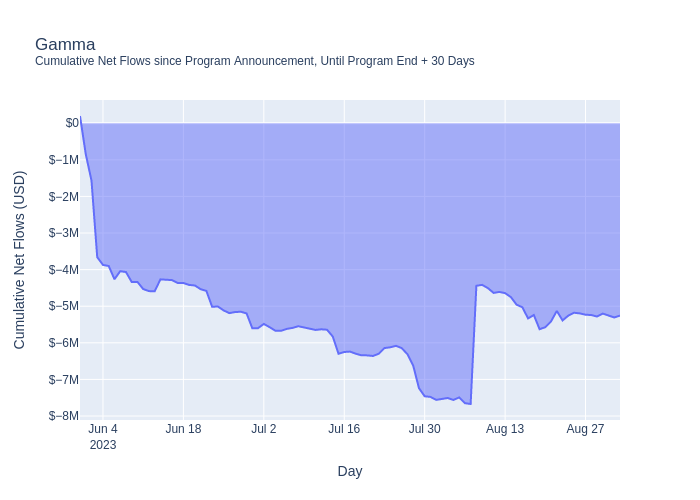 Gamma
Cumulative Net Flows since Program Announcement, Until Program End + 30 Days
Cumulative Net Flows (USD)
$0
$−1M
$−2M
$−3M
$−4M
$−5M
$−6M
$−7M
$−8M
Jun 4
2023
Jun 18
Jul 2
Jul 16
Jul 30
Aug 13
Aug 27
Day